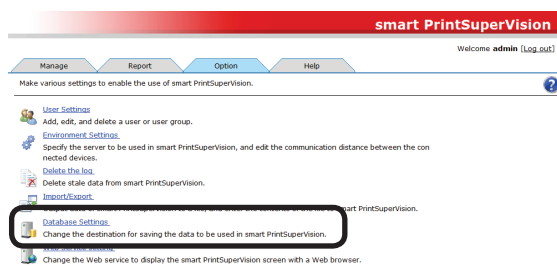 smart PrintSuperVision
Welcome admin [Log out]
Manage Report Option Help
Make various settings to enable the use of smart PrintSuperVision.
User Settings
Add, edit, and delete a user or user group.
Environment Settings
Specify the server to be used in smart PrintSuperVision, and edit the communication distance between the con
nected devices.
Delete the log
Delete stale data from smart PrintSuperVision.
Import/Export
smart PrintSuperVision.
Database Settings
Change the destination for saving the data to be used in smart PrintSuperVision.
Change the Web service to display the smart PrintSuperVision screen with a Web browser.